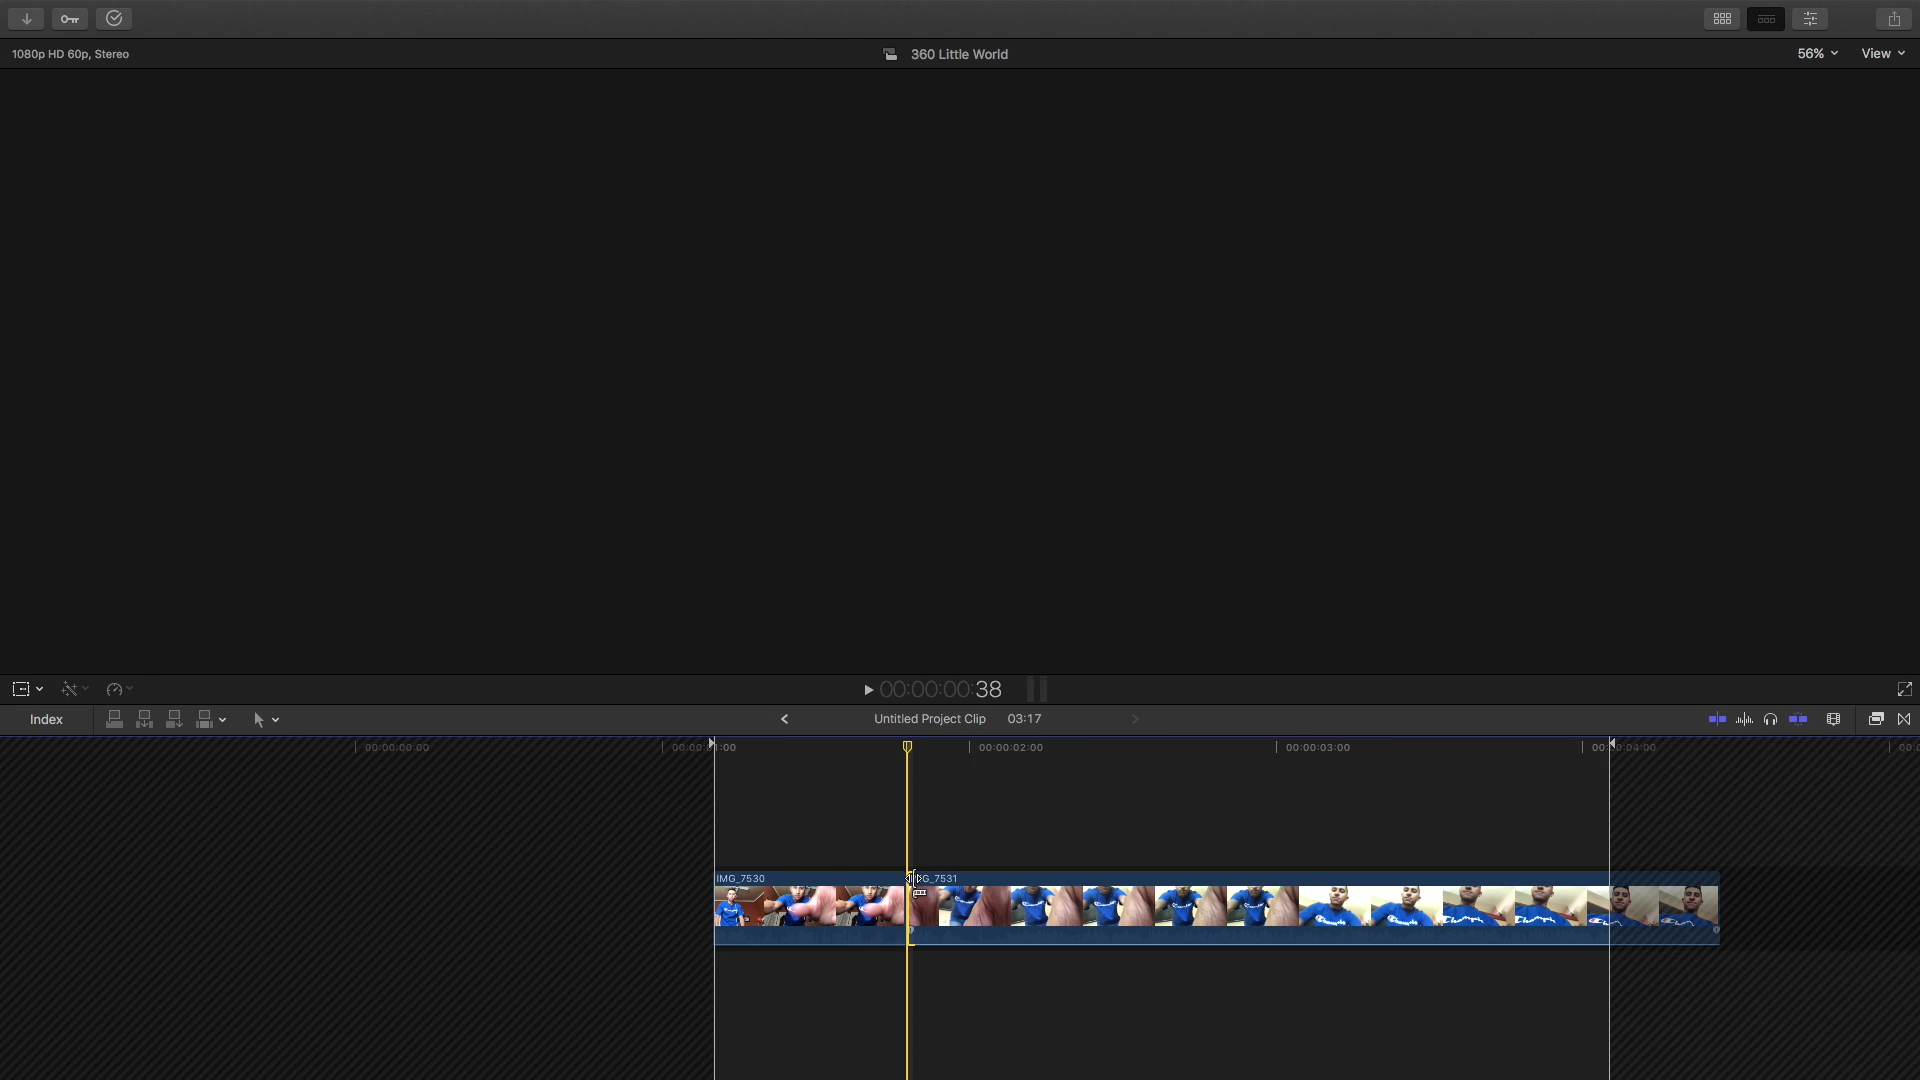 1080p HD 60p, Stereo
360 Little World
56%
View
00:00:00:38
Index
Untitled Project Clip
03:17
00:00:00:00
00:00:02:00
00:00:03:00
IMG_7530
G_7531